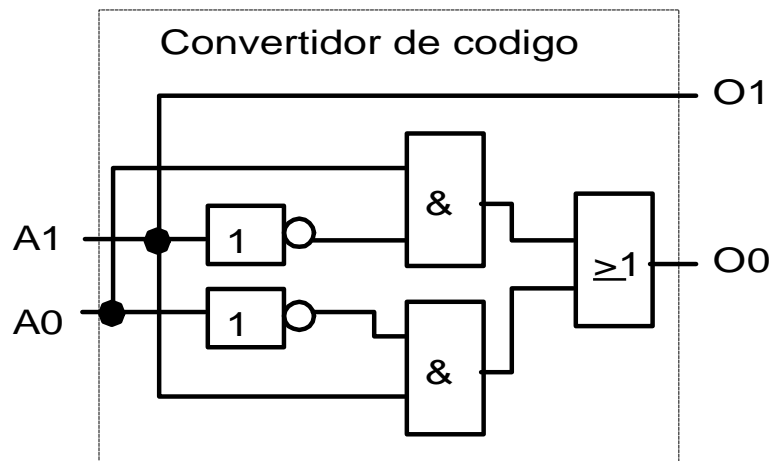 Convertidor de codigo
O1
&
A1
1
≥1
O0
A0
1
&